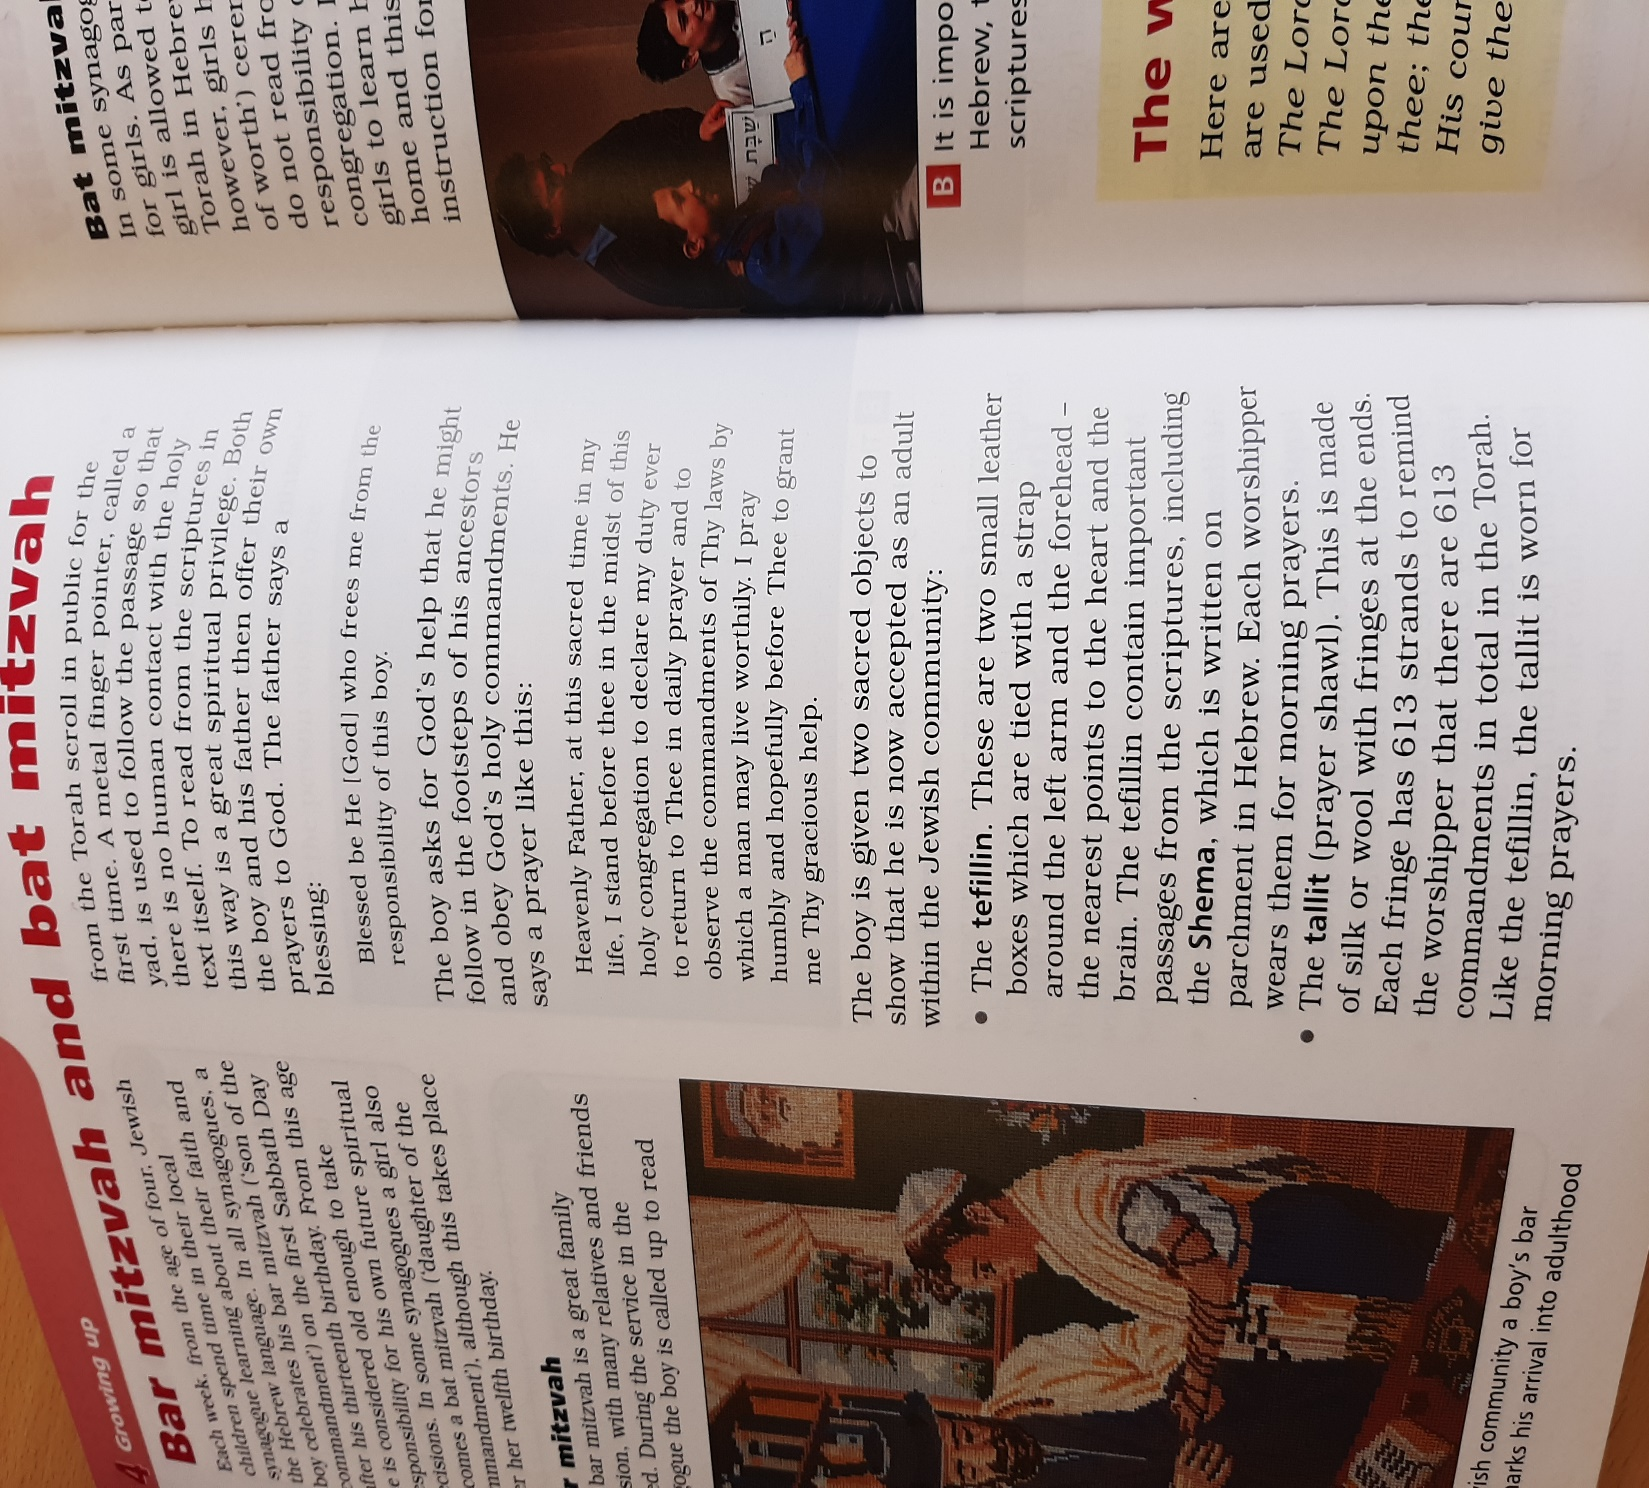 4 Growing up
Bar mitzvah and bat mitzvah
Each week, from the age of four, Jewish
children spend time in their local
synagogue learning about their faith and
the Hebrew language. In all synagogues, a
boy celebrates his bar mitzvah ('son of the
commandment') on the first Sabbath Day
after his thirteenth birthday. From this age
e is considered old enough to take
esponsibility for his own future spiritual
ecisions. In some synagogues a girl also
comes a bat mitzvah ('daughter of the
mmandment'), although this takes place
er her twelfth birthday.
r mitzvah
bar mitzvah is a great family
sion, with many relatives and friends
ed. During the service in the
ogue the boy is called up to read
ish community a boy's bar
arks his arrival into adulthood
from the Torah scroll in public for the
first time. A metal finger pointer, called a
yad, is used to follow the passage so that
there is no human contact with the holy
text itself. To read from the scriptures in
this way is a great spiritual privilege. Both
the boy and his father then offer their own
prayers to God. The father says a
blessing:
Blessed be He [God] who frees me from the
responsibility of this boy.
The boy asks for God's help that he might
follow in the footsteps of his ancestors
and obey God's holy commandments. He
says a prayer like this:
Heavenly Father, at this sacred time in my
life, I stand before thee in the midst of this
holy congregation to declare my duty ever
to return to Thee in daily prayer and to
observe the commandments of Thy laws by
which a man may live worthily. I pray
humbly and hopefully before Thee to grant
me Thy gracious help.
The boy is given two sacred objects to
show that he is now accepted as an adult
within the Jewish community:
• The tefillin. These are two small leather
boxes which are tied with a strap
around the left arm and the forehead –
the nearest points to the heart and the
brain. The tefillin contain important
passages from the scriptures, including
the Shema, which is written on
parchment in Hebrew. Each worshipper
wears them for morning prayers.
• The tallit (prayer shawl). This is made
of silk or wool with fringes at the ends.
Each fringe has 613 strands to remind
the worshipper that there are 613
commandments in total in the Torah.
Like the tefillin, the tallit is worn for
morning prayers.
Bat mitzva
In some synagog
for girls. As par
girl is allowed t
Torah in Hebre
however, girls h
of worth') cerem
do not read fro
responsibility
congregation.
girls to learn h
home and this
instruction for
שַׁבָּת
B It is impo
Hebrew, t
scriptures
The w
Here are
are used
The Lord
The Lord
upon the
thee; the
His coun
give the